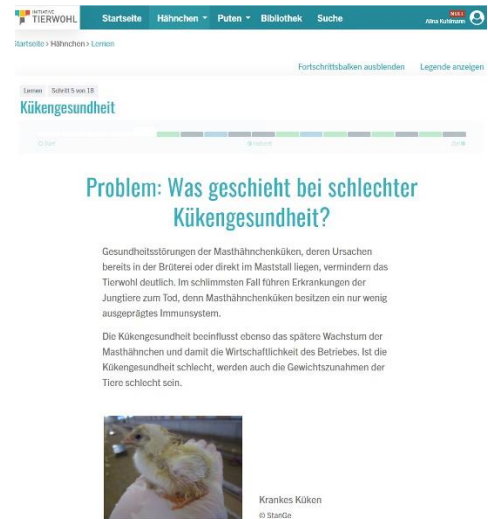 INITIATIVE
TIERWOHL
Startseite Hähnchen Puten Bibliothek Suche
Alina Kuhlmann
Startseite > Hähnchen > Lernen
Fortschrittsbalken ausblenden Legende anzeigen
Lernen Schritt 5 von 18
Kükengesundheit
Start
Problem: Was geschieht bei schlechter
Kükengesundheit?
Gesundheitsstörungen der Masthähnchenküken, deren Ursachen
bereits in der Brüterei oder direkt im Maststall liegen, vermindern das
Tierwohl deutlich. Im schlimmsten Fall führen Erkrankungen der
Jungtiere zum Tod, denn Masthähnchenküken besitzen ein nur wenig
ausgeprägtes Immunsystem.
Die Kükengesundheit beeinflusst ebenso das spätere Wachstum der
Masthähnchen und damit die Wirtschaftlichkeit des Betriebes. Ist die
Kükengesundheit schlecht, werden auch die Gewichtszunahmen der
Tiere schlecht sein.
Krankes Küken
© StanGe